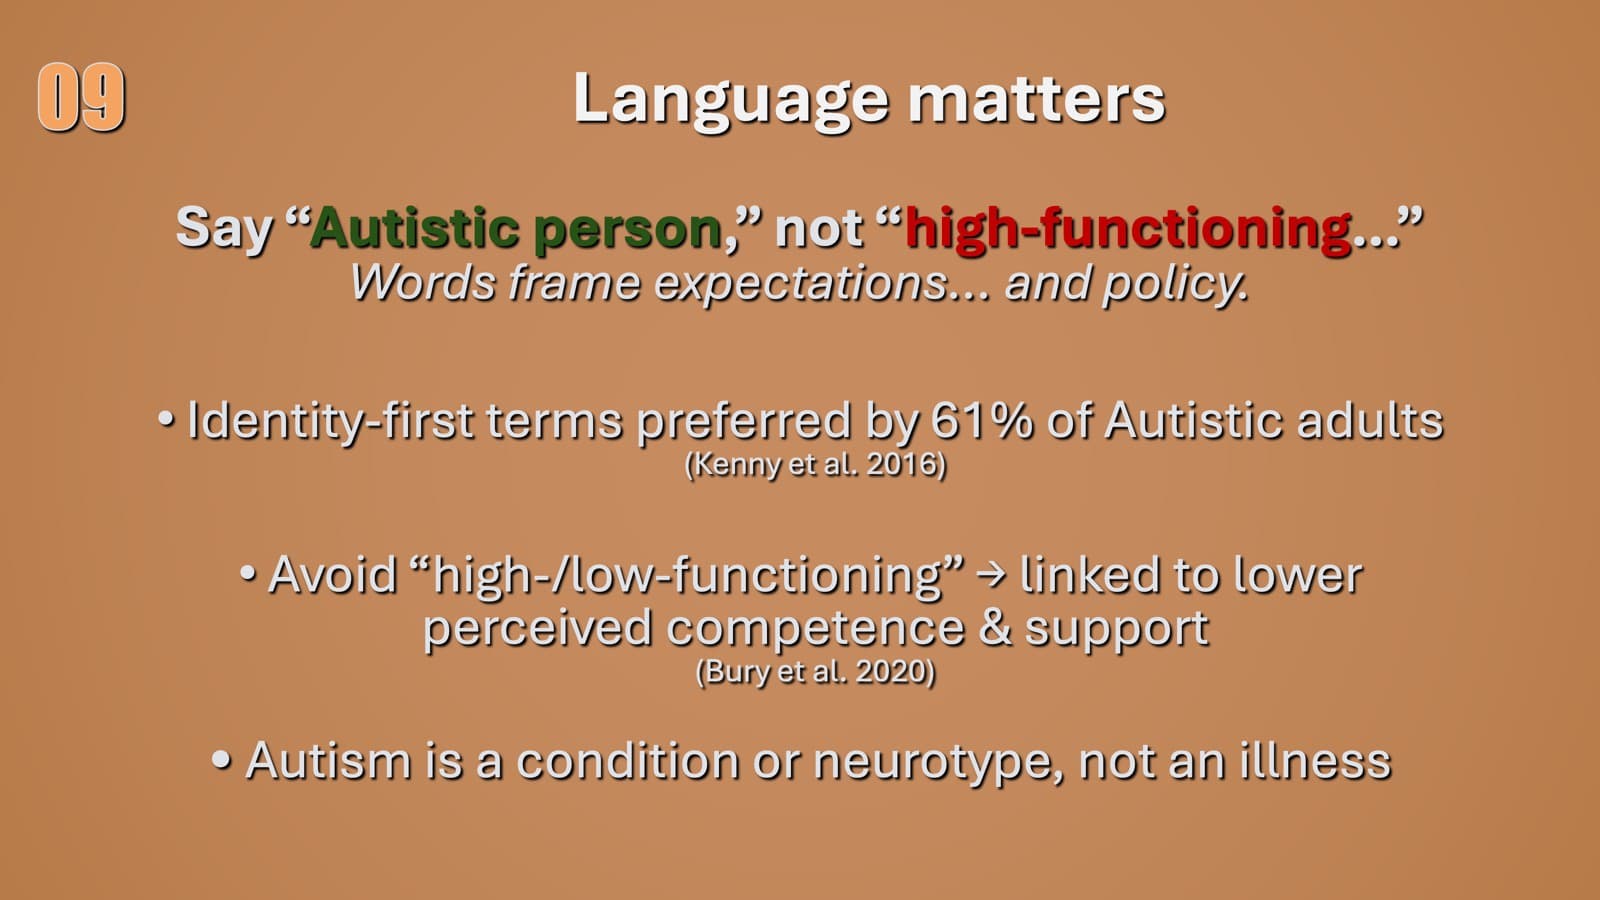 09
Language matters
Say “Autistic person,” not “high-functioning…”
Words frame expectations… and policy.
• Identity-first terms preferred by 61% of Autistic adults
(Kenny et al. 2016)
• Avoid “high-/low-functioning” → linked to lower
perceived competence & support
(Bury et al. 2020)
• Autism is a condition or neurotype, not an illness